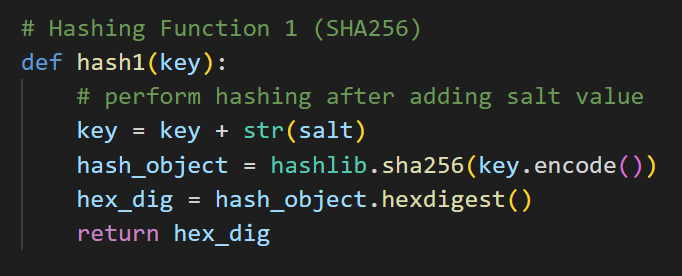 # Hashing Function 1 (SHA256)
def hash1(key):
    # perform hashing after adding salt value
    key = key + str(salt)
    hash_object = hashlib.sha256(key.encode())
    hex_dig = hash_object.hexdigest()
    return hex_dig